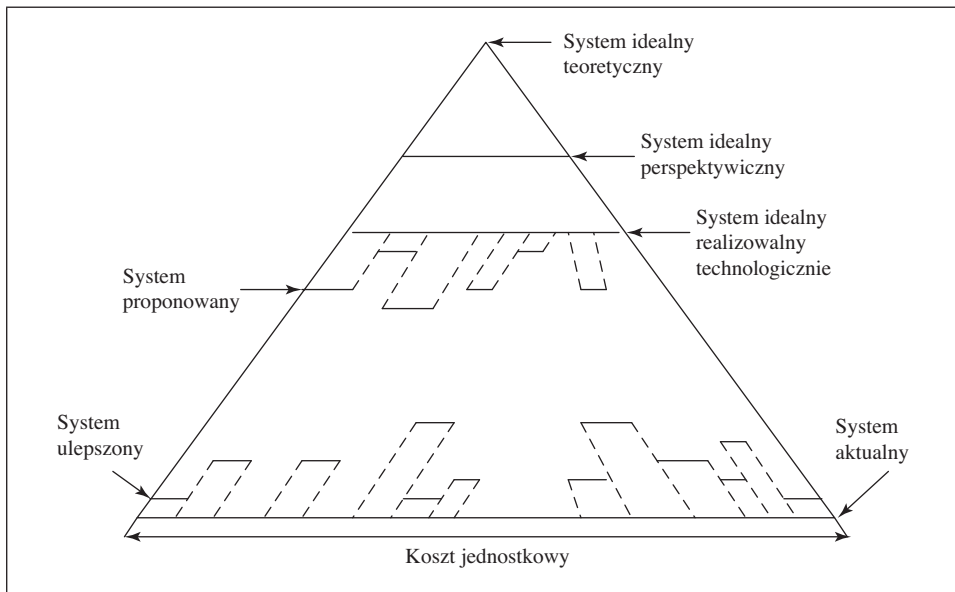 System idealny
teoretyczny
System idealny
perspektywiczny
System idealny
realizowalny
technologicznie
System
proponowany
System
ulepszony
System
aktualny
Koszt jednostkowy